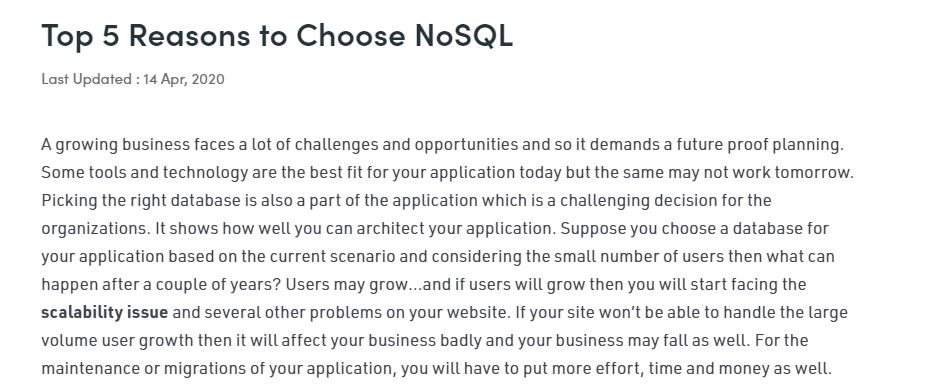 Top 5 Reasons to Choose NoSQL
Last Updated : 14 Apr, 2020
A growing business faces a lot of challenges and opportunities and so it demands a future proof planning.
Some tools and technology are the best fit for your application today but the same may not work tomorrow.
Picking the right database is also a part of the application which is a challenging decision for the
organizations. It shows how well you can architect your application. Suppose you choose a database for
your application based on the current scenario and considering the small number of users then what can
happen after a couple of years? Users may grow...and if users will grow then you will start facing the
scalability issue and several other problems on your website. If your site won't be able to handle the large
volume user growth then it will affect your business badly and your business may fall as well. For the
maintenance or migrations of your application, you will have to put more effort, time and money as well.